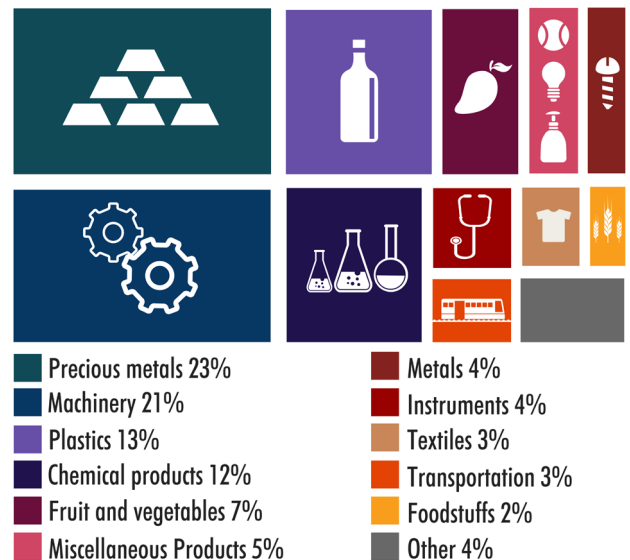 Precious metals 23%
Machinery 21%
Plastics 13%
Chemical products 12%
Fruit and vegetables 7%
Miscellaneous Products 5%
Metals 4%
Instruments 4%
Textiles 3%
Transportation 3%
Foodstuffs 2%
Other 4%